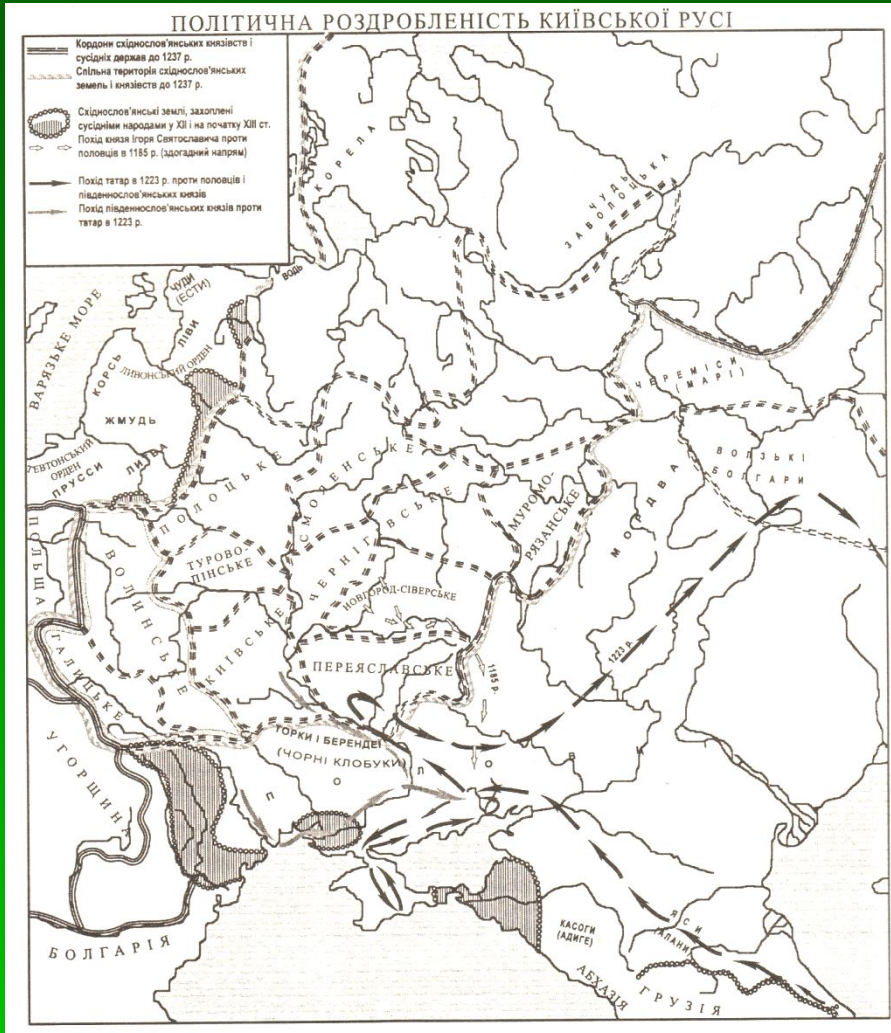 ПОЛІТИЧНА РОЗДРОБЛЕНІСТЬ КИЇВСЬКОЇ РУСІ
Кордони східнослов'янських князівств і
сусідніх держав до 1237 р.
Спільна територія східнослов'янських
земель і князівств до 1237 р.
Східнослов'янські землі, захоплені
сусідніми народами у XII і на початку XIII ст.
Похід князя Ігоря Святославича проти
половців в 1185 р. (здогадний напрям)
Похід татар в 1223 р. проти половців і
південнослов'янських князів
Похід південнослов'янських князів проти
татар в 1223 р.
КОРЕЛА
ЧУДЬ
ЗАВОЛОЦЬКА
ВОДЬ
ЧУДИ
(ЕСТИ)
ЛІВИ
ВАРЯЗЬКЕ МОРЕ
КОРСЬ
ЛИВОНСЬКИЙ ОРДЕН
ЖМУДЬ
ЛИТВА
ТЕВТОНСЬКИЙ
ОРДЕН
ПРУССИ
ЧЕРЕМІСИ
(МАРІ)
ВОЛЗЬКІ
БОЛГАРИ
МОРДВА
ПОЛОЦЬКЕ
СМОЛЕНСЬКЕ
МУРОМО-
РЯЗАНСЬКЕ
ЧЕРНІГІВСЬКЕ
ТУРОВО-
ПІНСЬКЕ
НОВГОРОД-СІВЕРСЬКЕ
ПОЛЬЩА
ВОЛИНСЬКЕ
КИЇВСЬКЕ
ПЕРЕЯСЛАВСЬКЕ
ГАЛИЦЬКЕ
1185 р.
1223 р.
УГОРЩИНА
ТОРКИ І БЕРЕНДЕЇ
(ЧОРНІ КЛОБУКИ)
П О Л О В
БОЛГАРІЯ
КАСОГИ
(АДИГЕ)
ЯСИ
(АЛАНИ)
АБХАЗІЯ
ГРУЗІЯ